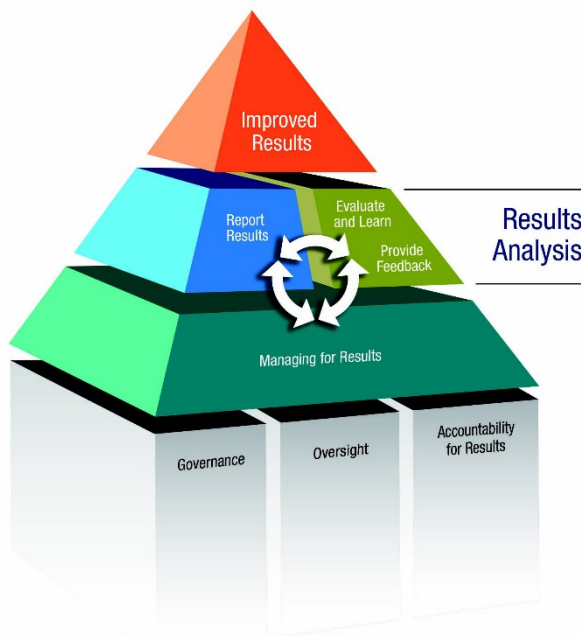 Improved
Results
Report
Results
Evaluate
and Learn
Provide
Feedback
Results
Analysis
Managing for Results
Governance
Oversight
Accountability
for Results